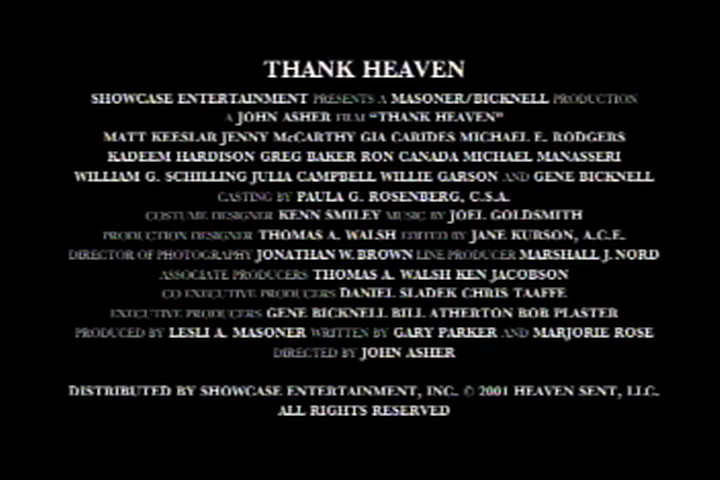 THANK HEAVEN
SHOWCASE ENTERTAINMENT PRESENTS A MASONER/BICKNELL PRODUCTION
A JOHN ASHER FILM "THANK HEAVEN"
MATT KEESLAR JENNY McCARTHY GIA CARIDES MICHAEL E. RODGERS
KADEEM HARDISON GREG BAKER RON CANADA MICHAEL MANASSERI
WILLIAM G. SCHILLING JULIA CAMPBELL WILLIE GARSON AND GENE BICKNELL
CASTING BY PAULA G. ROSENBERG, C.S.A.
COSTUME DESIGNER KENN SMILEY MUSIC BY JOEL GOLDSMITH
PRODUCTION DESIGNER THOMAS A. WALSH EDITED BY JANE KURSON, A.C.E.
DIRECTOR OF PHOTOGRAPHY JONATHAN W. BROWN LINE PRODUCER MARSHALL J. NORD
ASSOCIATE PRODUCERS THOMAS A. WALSH KEN JACOBSON
CO EXECUTIVE PRODUCERS DANIEL SLADEK CHRIS TAAFFE
EXECUTIVE PRODUCERS GENE BICKNELL BILL ATHERTON BOB PLASTER
PRODUCED BY LESLI A. MASONER WRITTEN BY GARY PARKER AND MARJORIE ROSE
DIRECTED BY JOHN ASHER
DISTRIBUTED BY SHOWCASE ENTERTAINMENT, INC. © 2001 HEAVEN SENT, LLC.
ALL RIGHTS RESERVED